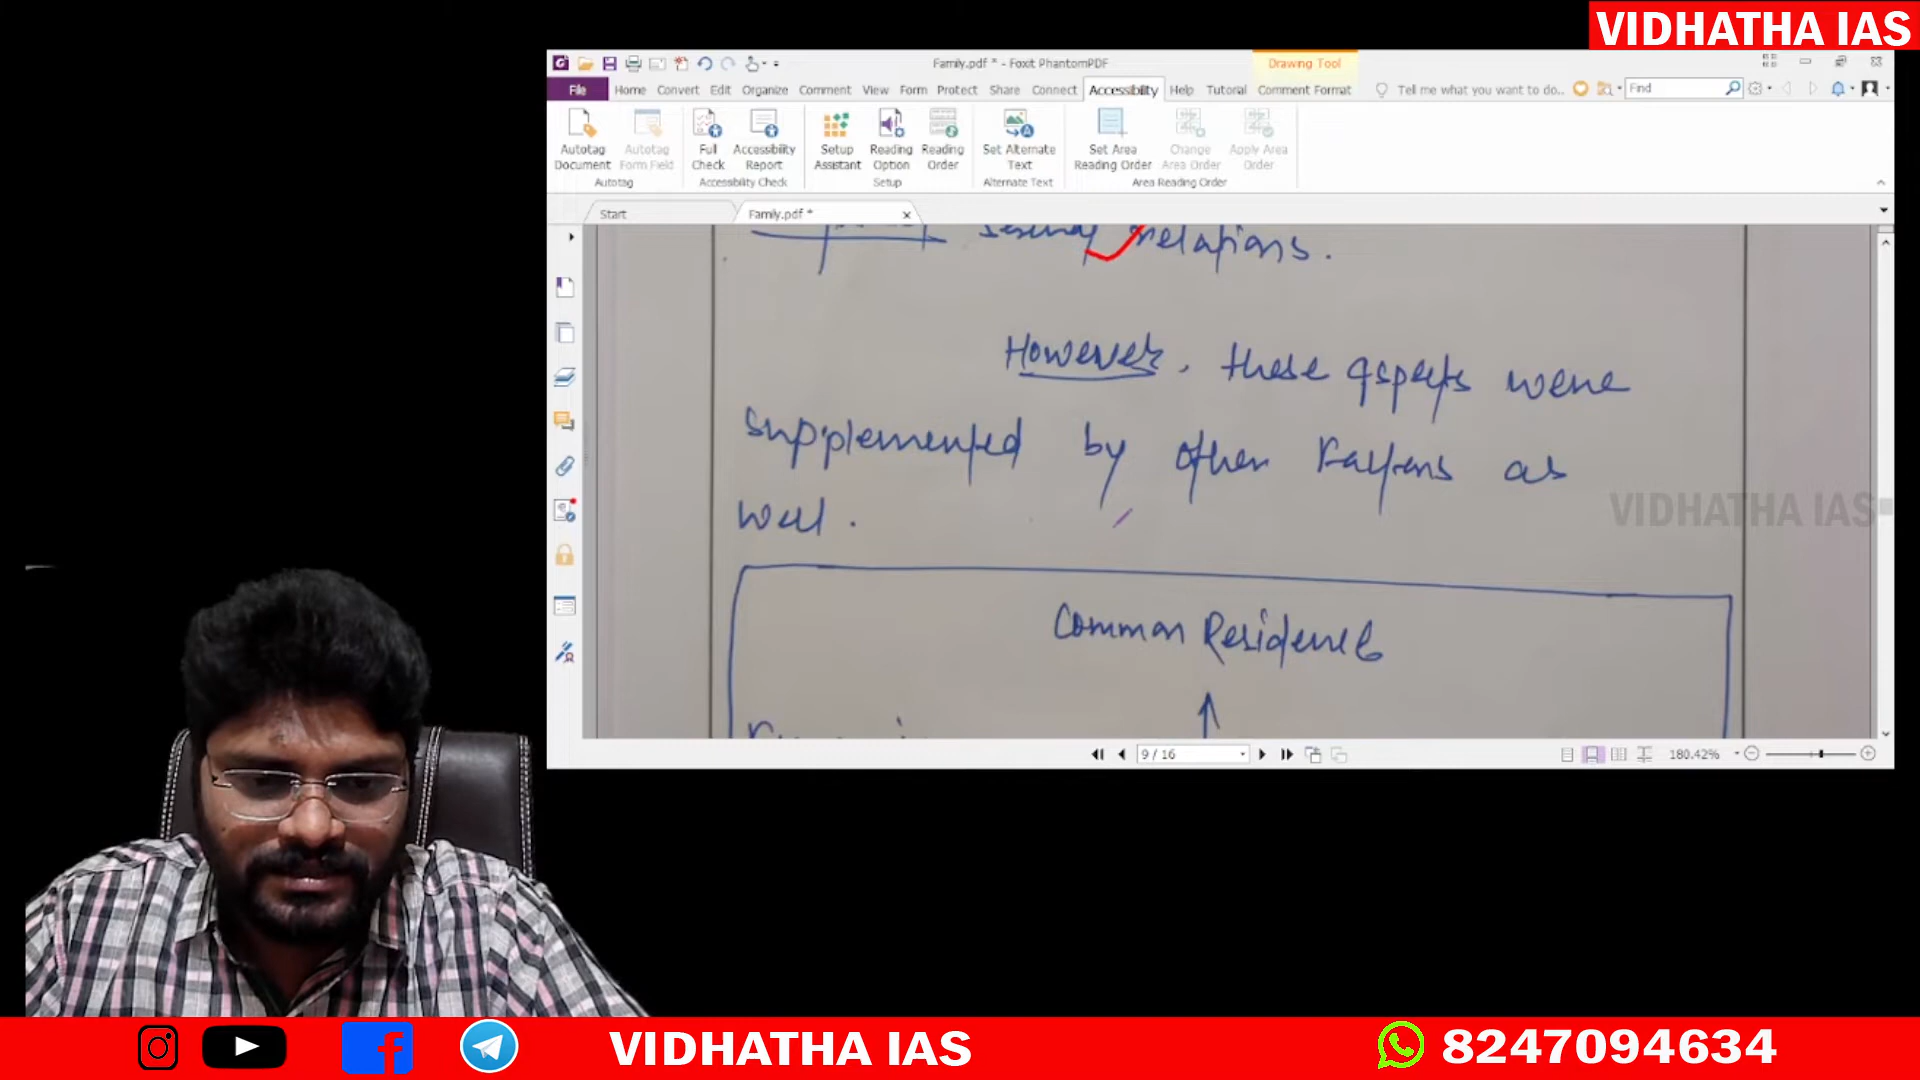 VIDHATHA IAS
Family.pdf * - Foxit PhantomPDF
Drawing Tool
File Home Convert Edit Organize Comment View Form Protect Share Connect Accessibility Help Tutorial Comment Format Tell me what you want to do.. Find
Autotag Document
Autotag Form Field
Full Check
Accessibility Report
Setup Assistant
Reading Option
Reading Order
Set Alternate Text
Set Area Reading Order
Change Area Order
Apply Area Order
Autotag Accessibility Check Setup Alternate Text Area Reading Order
Start Family.pdf *
relations.
However, these aspects were
supplemented by other factors as
well.
VIDHATHA IAS
Common Residence
9 / 16
180.42%
VIDHATHA IAS 8247094634